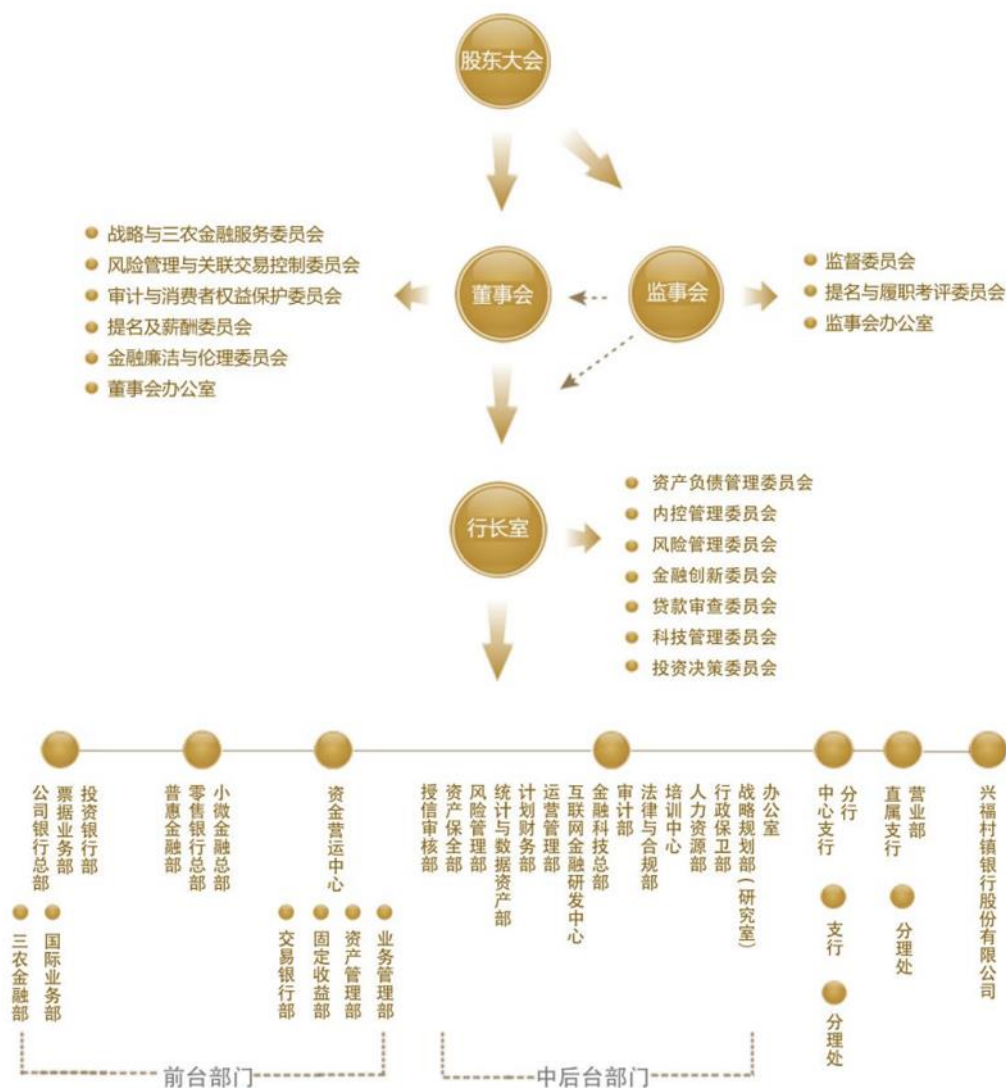 股东大会
战略与三农金融服务委员会
风险管理与关联交易控制委员会
审计与消费者权益保护委员会
提名及薪酬委员会
金融廉洁与伦理委员会
董事会办公室
董事会
监事会
监督委员会
提名与履职考评委员会
监事会办公室
行长室
资产负债管理委员会
内控管理委员会
风险管理委员会
金融创新委员会
贷款审查委员会
科技管理委员会
投资决策委员会
公司银行总部
票据业务部
投资银行部
三农金融部
国际业务部
普惠金融部
零售银行总部
小微金融总部
资金营运中心
交易银行部
固定收益部
资产管理部
业务管理部
授信审核部
资产保全部
风险管理部
统计与数据资产部
计划财务部
运营管理部
互联网金融研发中心
金融科技总部
审计部
法律与合规部
培训中心
人力资源部
行政保卫部
战略规划部(研究室)
办公室
中心支行
分行
支行
分理处
直属支行
营业部
分理处
兴福村镇银行股份有限公司
前台部门
中后台部门